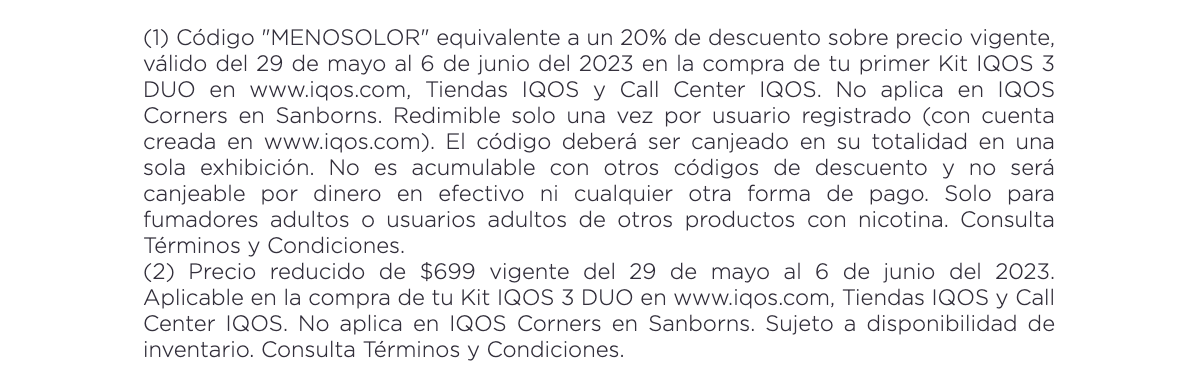 (1) Código "MENOSOLOR" equivalente a un 20% de descuento sobre precio vigente,
válido del 29 de mayo al 6 de junio del 2023 en la compra de tu primer Kit IQOS 3
DUO en www.iqos.com, Tiendas IQOS y Call Center IQOS. No aplica en IQOS
Corners en Sanborns. Redimible solo una vez por usuario registrado (con cuenta
creada en www.iqos.com). El código deberá ser canjeado en su totalidad en una
sola exhibición. No es acumulable con otros códigos de descuento y no será
canjeable por dinero en efectivo ni cualquier otra forma de pago. Solo para
fumadores adultos o usuarios adultos de otros productos con nicotina. Consulta
Términos y Condiciones.
(2) Precio reducido de $699 vigente del 29 de mayo al 6 de junio del 2023.
Aplicable en la compra de tu Kit IQOS 3 DUO en www.iqos.com, Tiendas IQOS y Call
Center IQOS. No aplica en IQOS Corners en Sanborns. Sujeto a disponibilidad de
inventario. Consulta Términos y Condiciones.